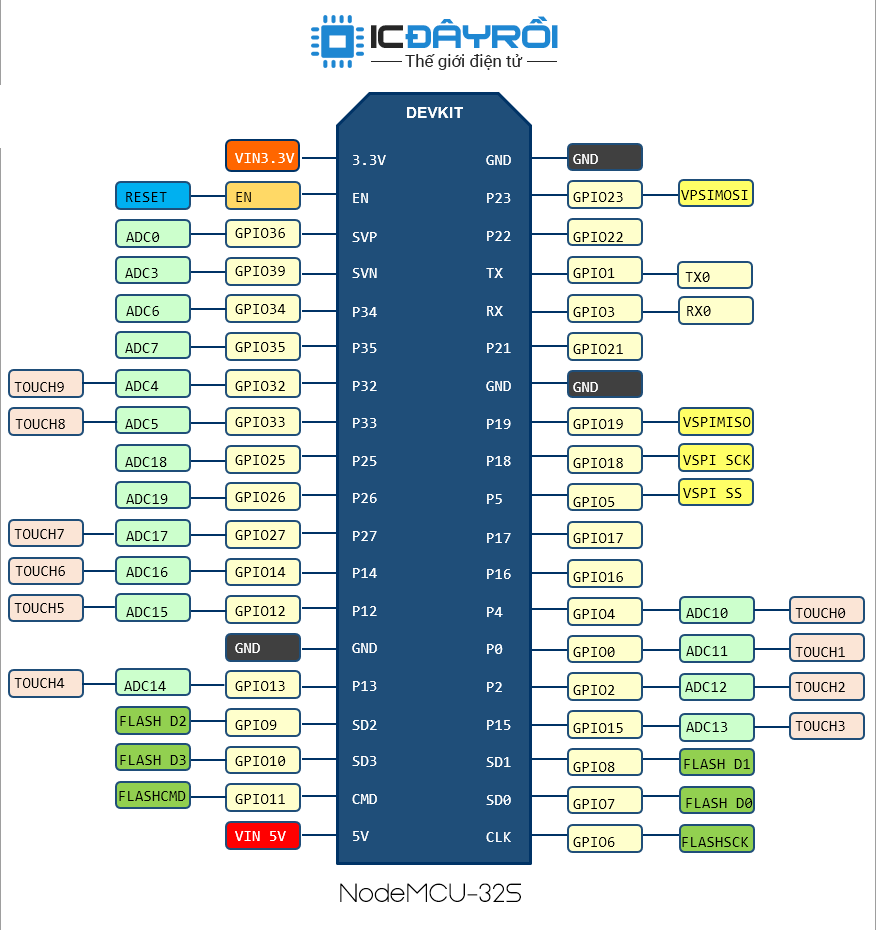 ICĐÂYRỒI
Thế giới điện tử
DEVKIT
VIN3.3V 3.3V GND GND
RESET EN EN P23 GPIO23 VPSIMOSI
ADC0 GPIO36 SVP P22 GPIO22
ADC3 GPIO39 SVN TX GPIO1 TX0
ADC6 GPIO34 P34 RX GPIO3 RX0
ADC7 GPIO35 P35 P21 GPIO21
TOUCH9 ADC4 GPIO32 P32 GND GND
TOUCH8 ADC5 GPIO33 P33 P19 GPIO19 VSPIMISO
ADC18 GPIO25 P25 P18 GPIO18 VSPI SCK
ADC19 GPIO26 P26 P5 GPIO5 VSPI SS
TOUCH7 ADC17 GPIO27 P27 P17 GPIO17
TOUCH6 ADC16 GPIO14 P14 P16 GPIO16
TOUCH5 ADC15 GPIO12 P12 P4 GPIO4 ADC10 TOUCH0
GND GND P0 GPIO0 ADC11 TOUCH1
TOUCH4 ADC14 GPIO13 P13 P2 GPIO2 ADC12 TOUCH2
FLASH D2 GPIO9 SD2 P15 GPIO15 ADC13 TOUCH3
FLASH D3 GPIO10 SD3 SD1 GPIO8 FLASH D1
FLASHCMD GPIO11 CMD SD0 GPIO7 FLASH D0
VIN 5V 5V CLK GPIO6 FLASHSCK
NodeMCU-32S